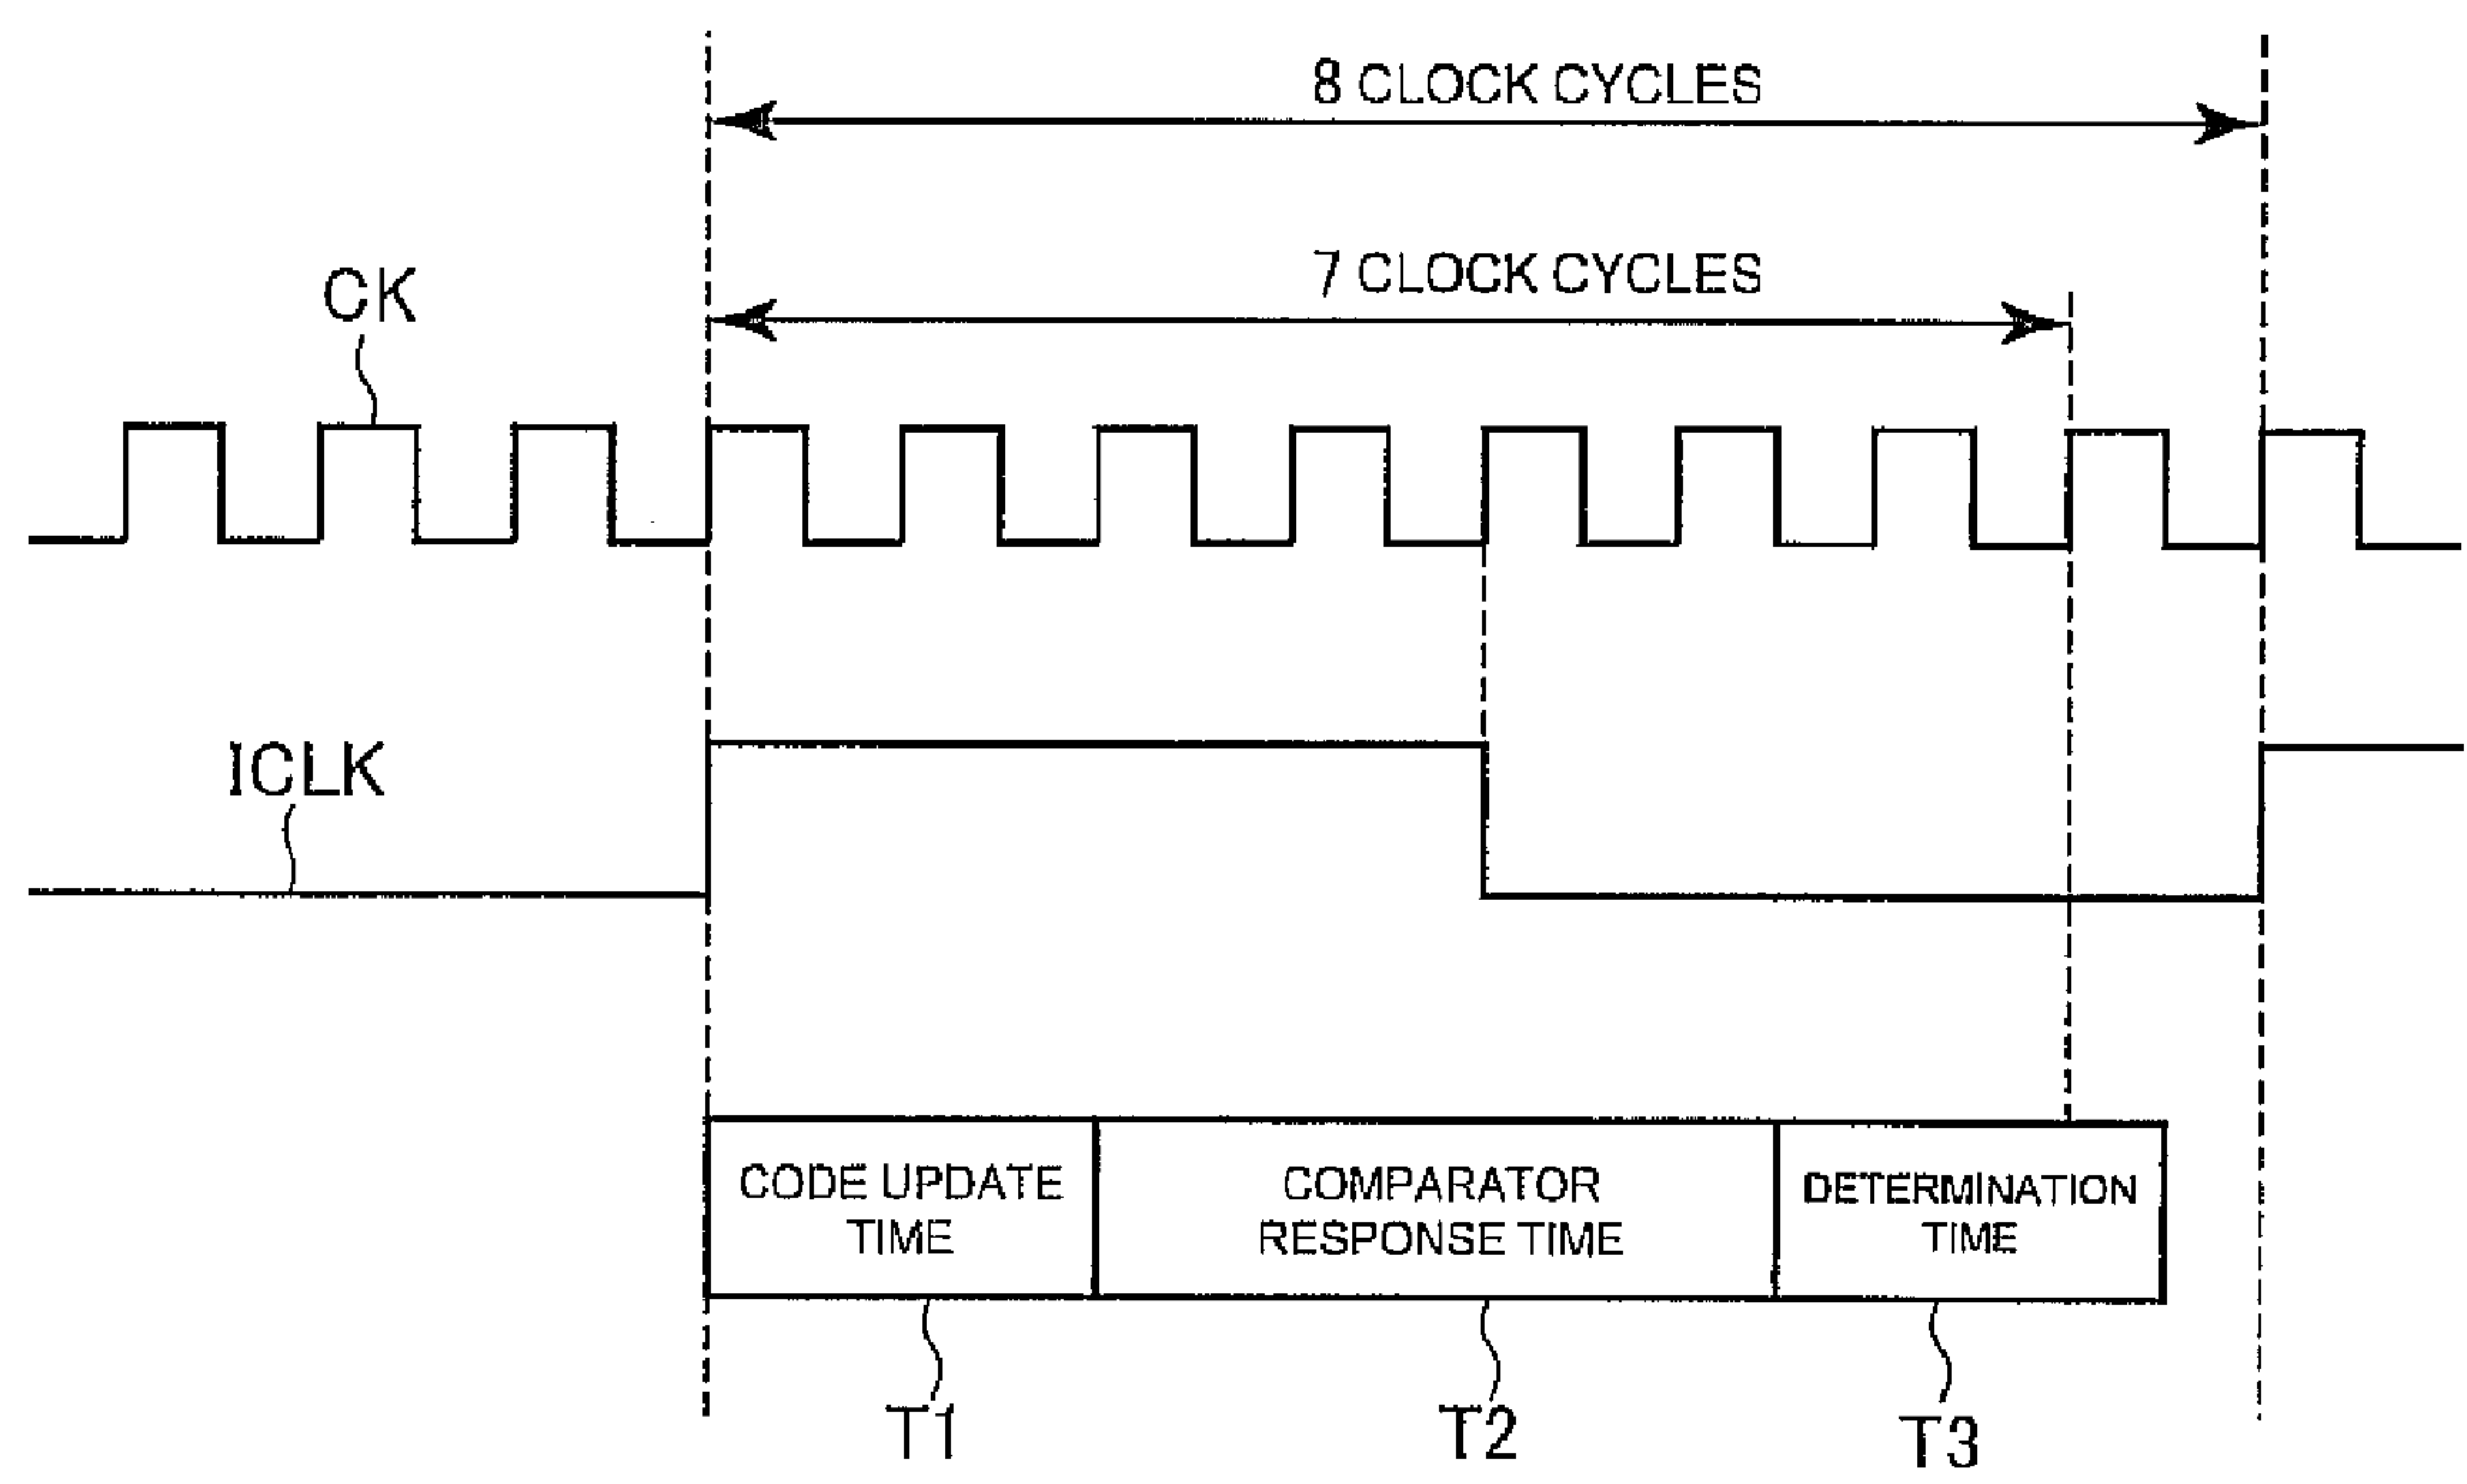 8 CLOCK CYCLES
7 CLOCK CYCLES
CK
ICLK
CODE UPDATE
TIME
COMPARATOR
RESPONSE TIME
DETERMINATION
TIME
T1
T2
T3